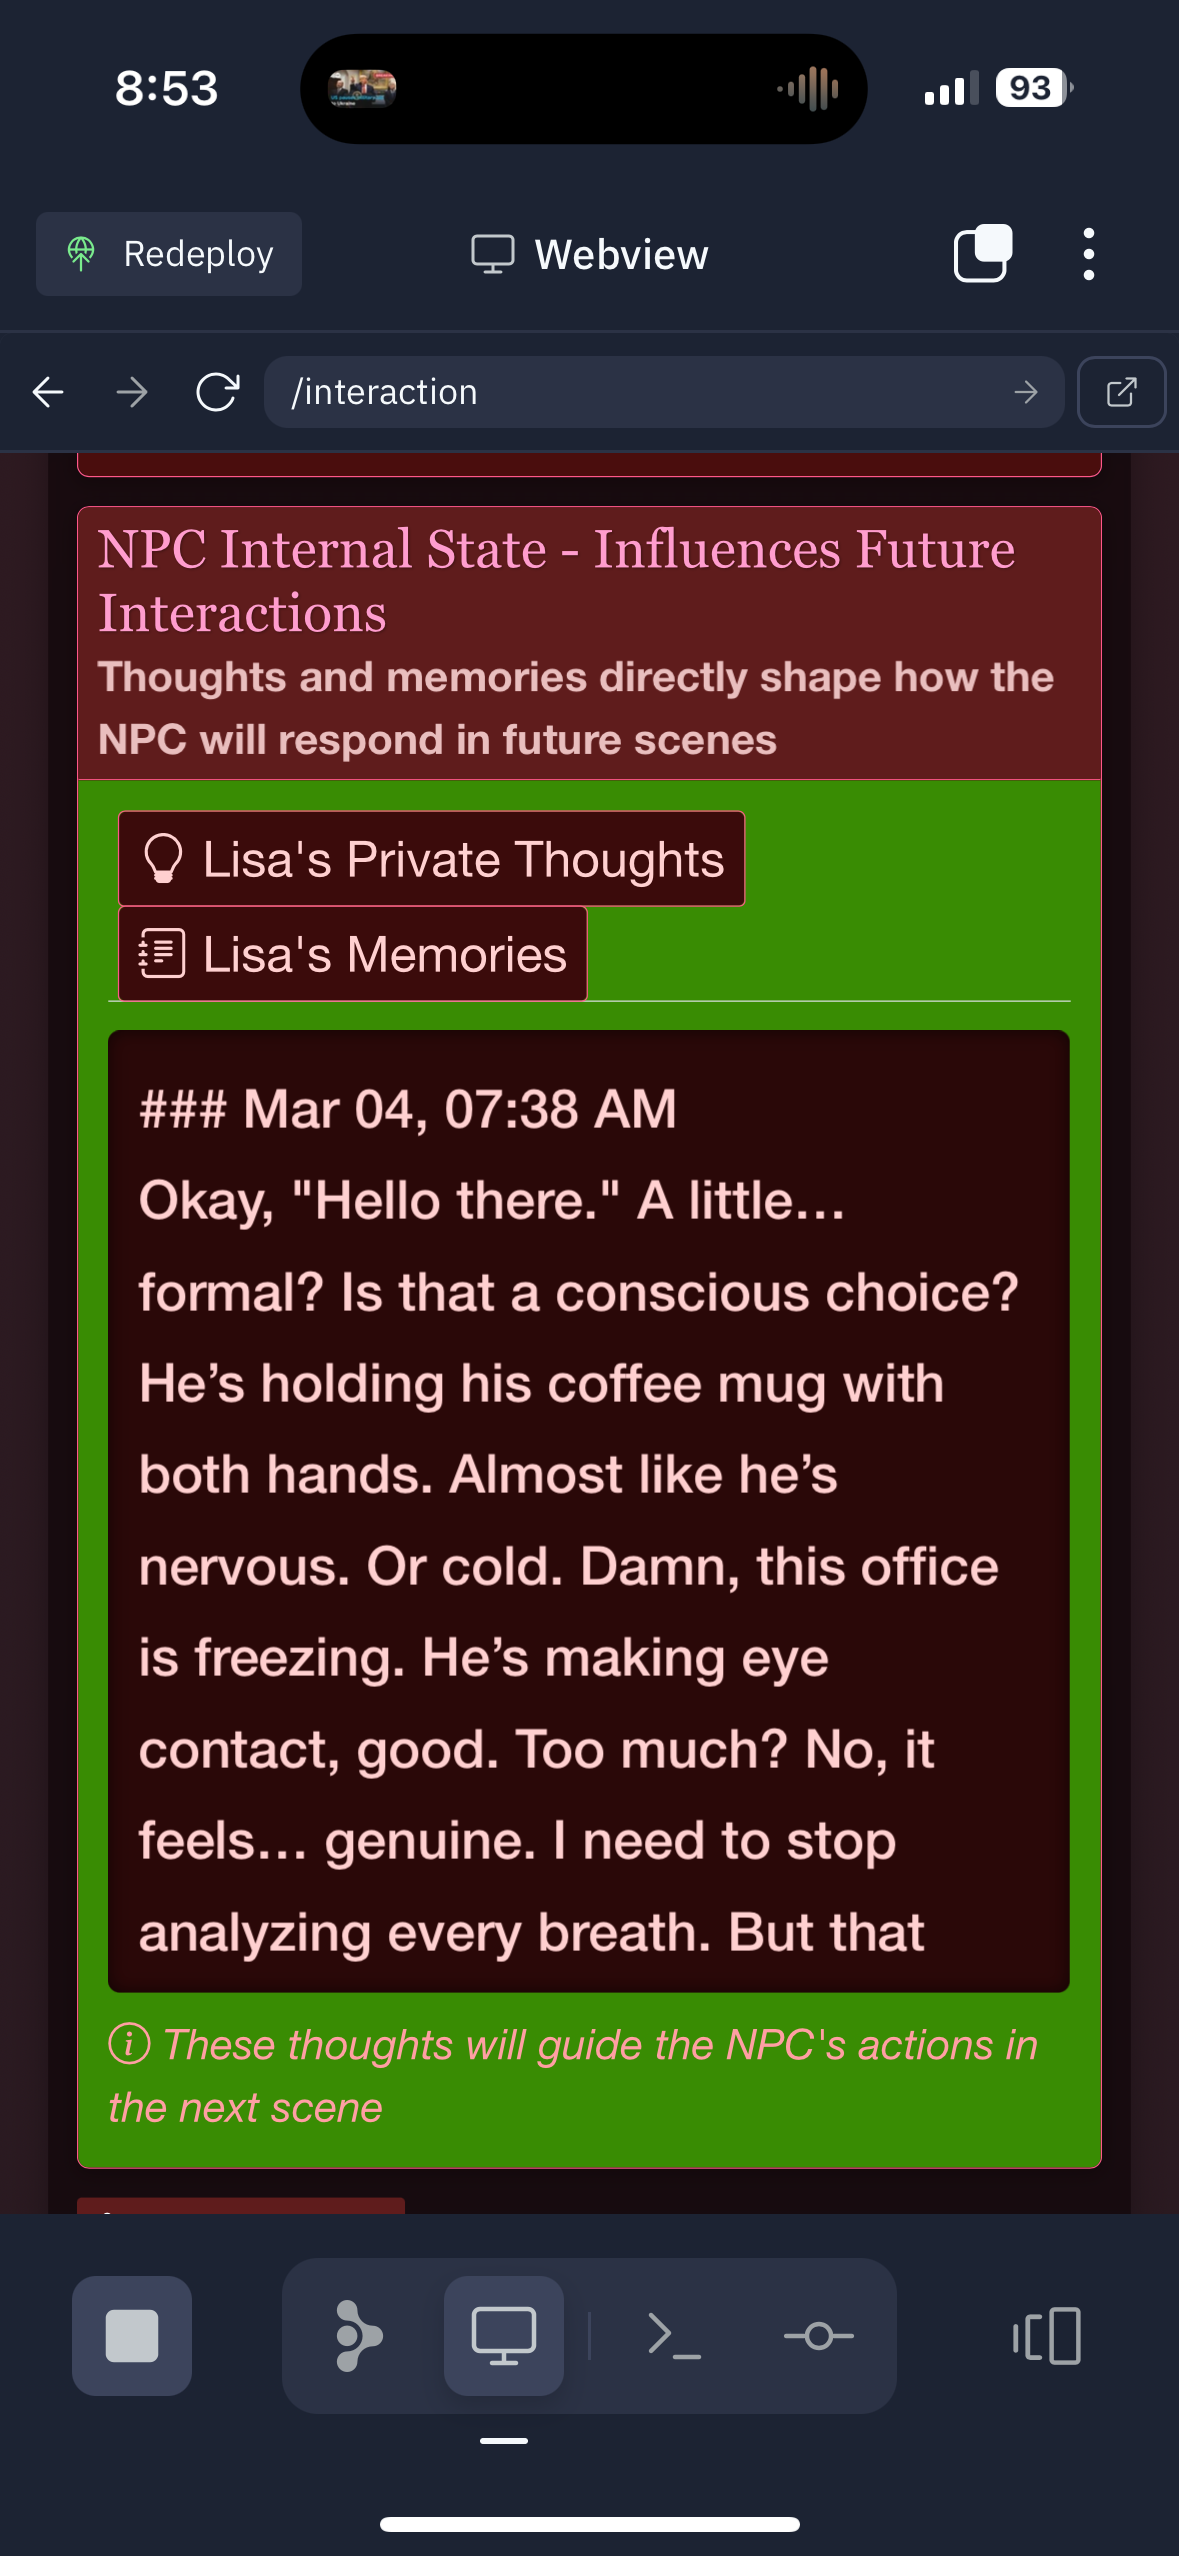 8:53
93
Redeploy
Webview
/interaction
NPC Internal State - Influences Future
Interactions
Thoughts and memories directly shape how the
NPC will respond in future scenes
Lisa's Private Thoughts
Lisa's Memories
### Mar 04, 07:38 AM
Okay, "Hello there." A little...
formal? Is that a conscious choice?
He’s holding his coffee mug with
both hands. Almost like he’s
nervous. Or cold. Damn, this office
is freezing. He’s making eye
contact, good. Too much? No, it
feels... genuine. I need to stop
analyzing every breath. But that
These thoughts will guide the NPC's actions in
the next scene